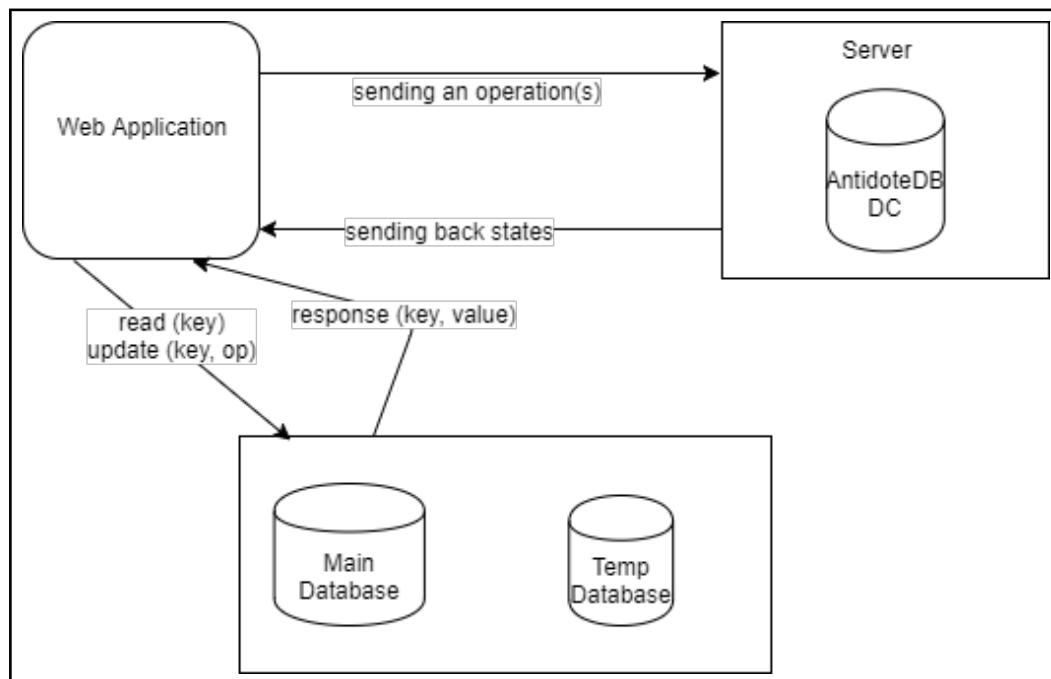 Server
Web Application
sending an operation(s)
AntidoteDB
DC
sending back states
response (key, value)
read (key)
update (key, op)
Main
Database
Temp
Database